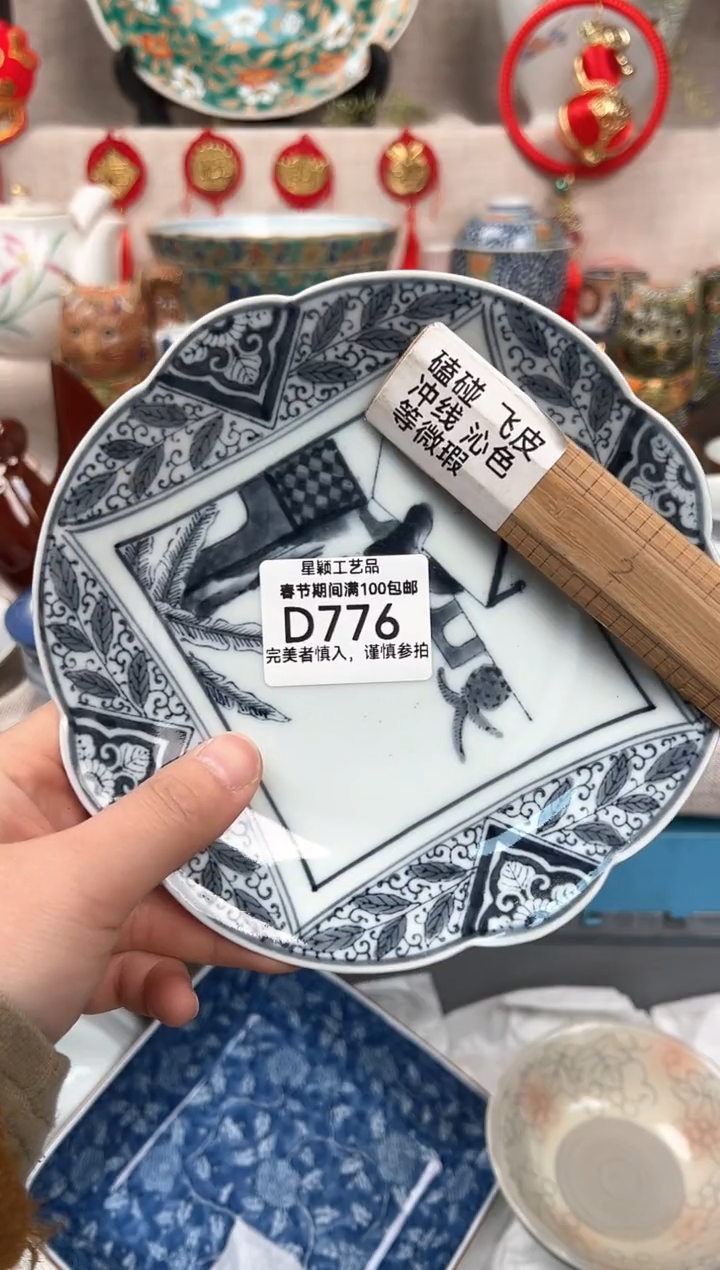 磕碰 飞皮
冲线 沁色
等微瑕
星颖工艺品
春节期间满100包邮
D776
完美者慎入，谨慎参拍
2